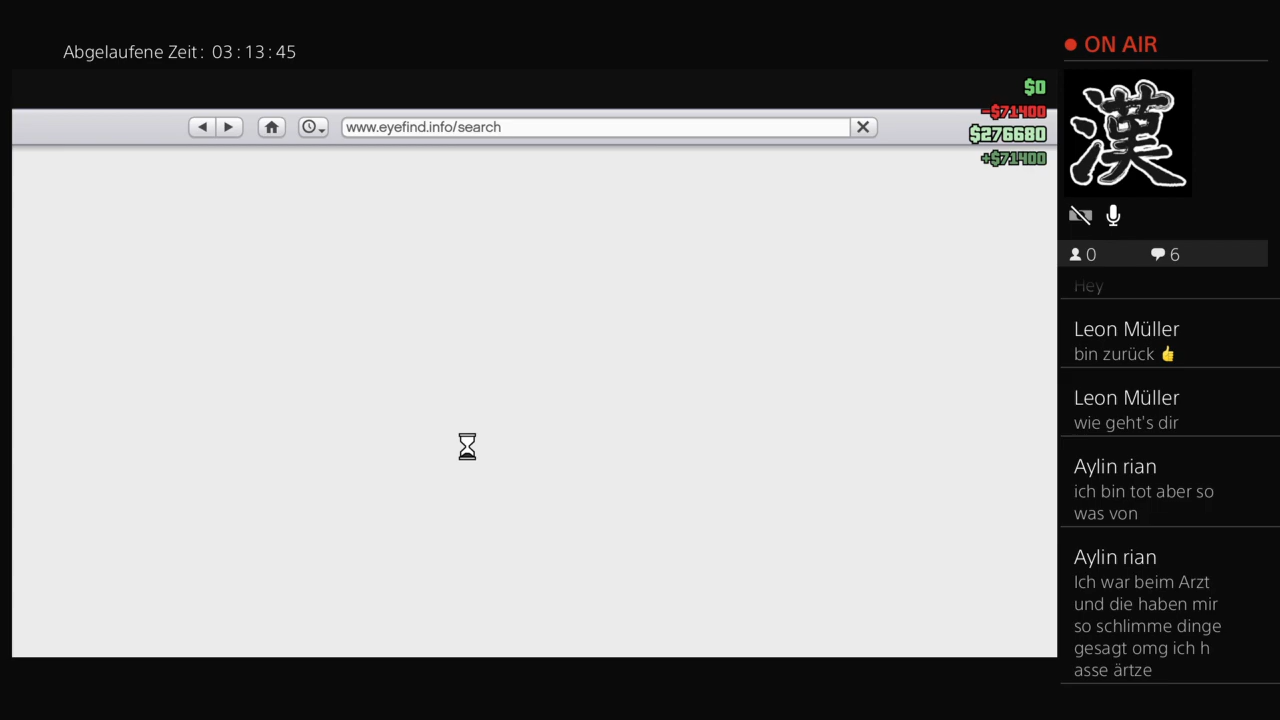 Abgelaufene Zeit: 03:13:45
ON AIR
$0
-$71400
www.eyefind.info/search
$276680
+$71400
漢
0 6
Hey
Leon Müller
bin zurück 👍
Leon Müller
wie geht's dir
Aylin rian
ich bin tot aber so
was von
Aylin rian
Ich war beim Arzt
und die haben mir
so schlimme dinge
gesagt omg ich h
asse ärtze